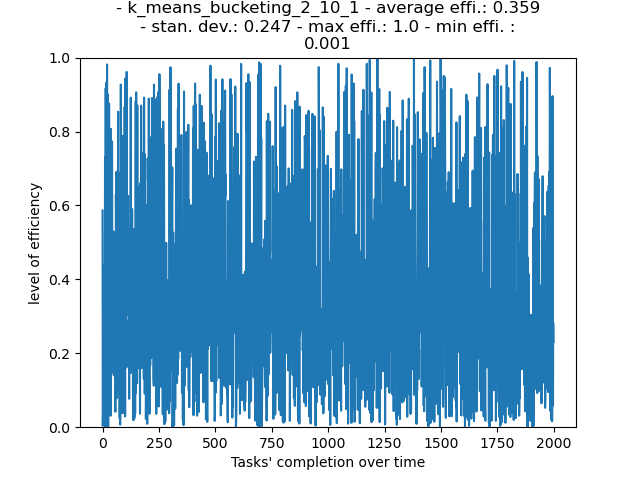 - k_means_bucketing_2_10_1 - average effi.: 0.359
- stan. dev.: 0.247 - max effi.: 1.0 - min effi. :
0.001
1.0
0.8
0.6
0.4
0.2
0.0
level of efficiency
0 250 500 750 1000 1250 1500 1750 2000
Tasks' completion over time